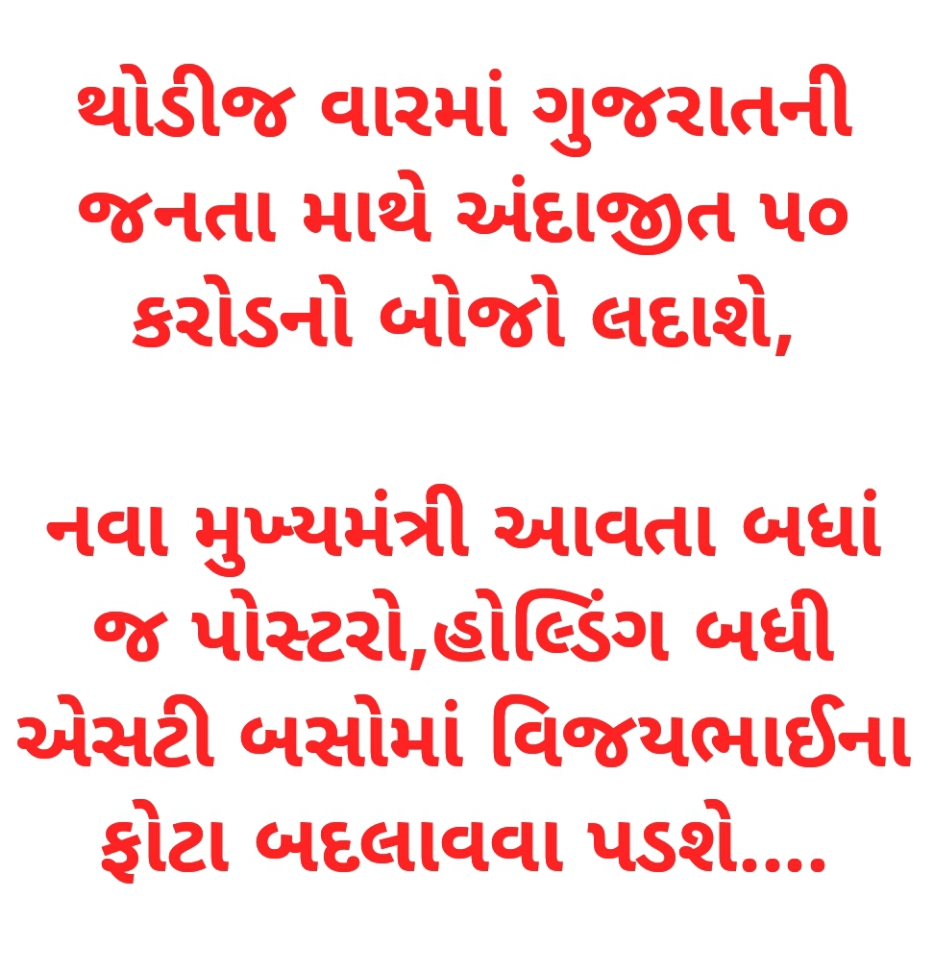 થોડીજ વારમાં ગુજરાતની
જનતા માથે અંદાજીત ૫૦
કરોડનો બોજો લદાશે,
નવા મુખ્યમંત્રી આવતા બધાં
જ પોસ્ટરો,હોલ્ડિંગ બધી
એસટી બસોમાં વિજયભાઈના
ફોટા બદલાવવા પડશે....